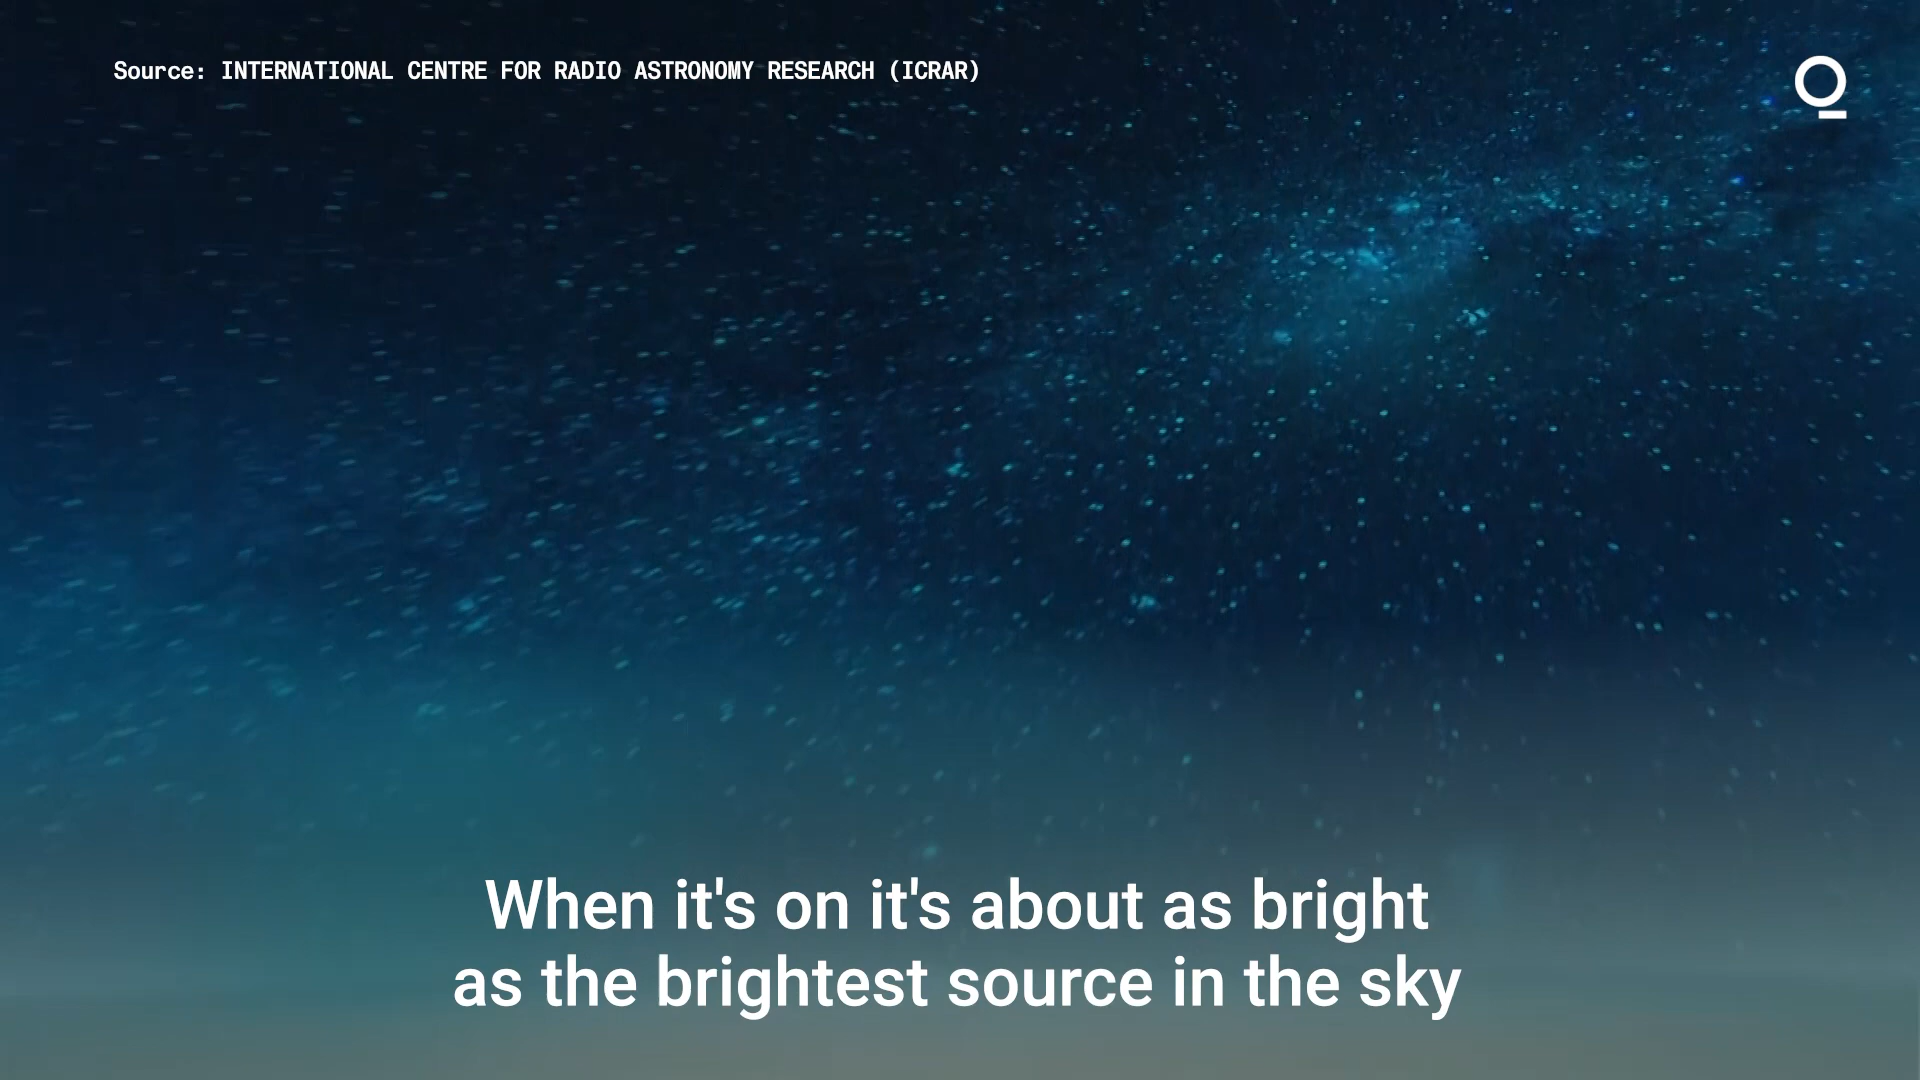 Source: INTERNATIONAL CENTRE FOR RADIO ASTRONOMY RESEARCH (ICRAR)
When it's on it's about as bright
as the brightest source in the sky